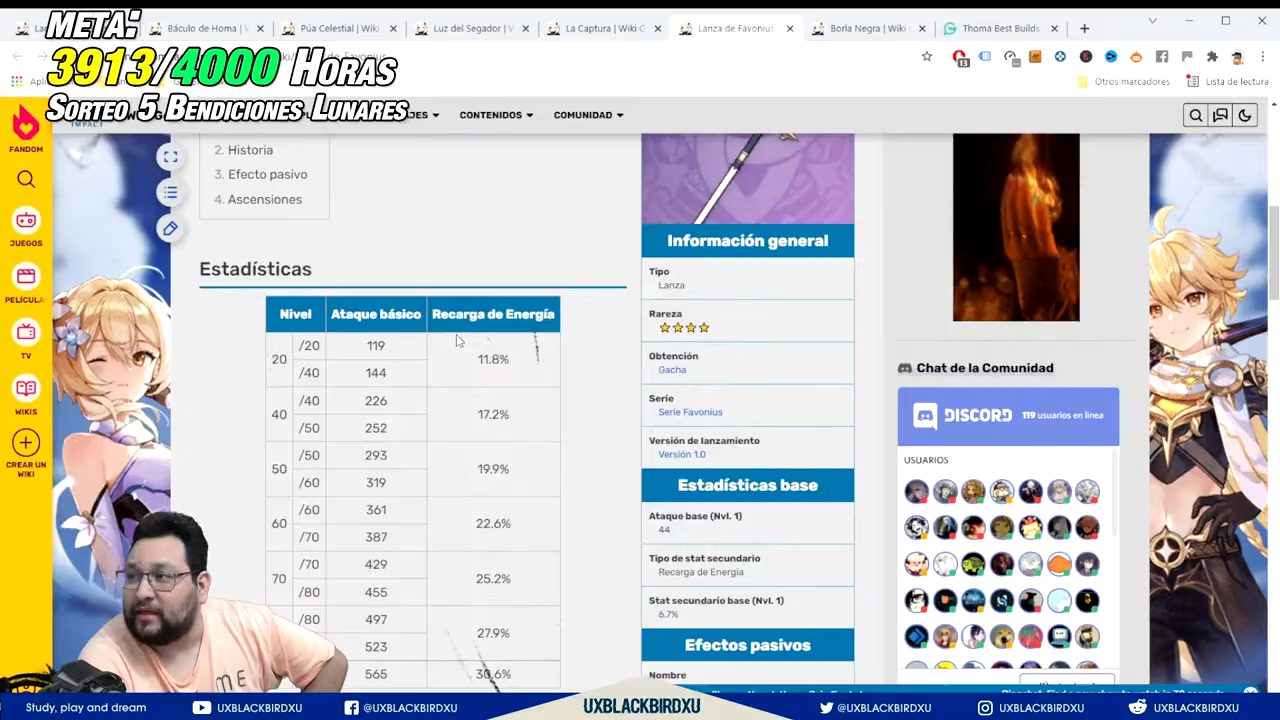 META:
3913/4000 HORAS
SORTEO 5 BENDICIONES LUNARES
Báculo de Homa | W
Púa Celestial | Wiki
Luz del Segador | W
La Captura | Wiki G
Lanza de Favonius
Borla Negra | Wiki
Thoma Best Builds
13
Otros marcadores
Lista de lectura
FANDOM
JUEGOS
PELÍCULA
TV
WIKIS
CREAR UN WIKI
IMPACT
CONTENIDOS
COMUNIDAD
2. Historia
3. Efecto pasivo
4. Ascensiones
Estadísticas
Nivel Ataque básico Recarga de Energía
20 /20 119 11.8%
/40 144
40 /40 226 17.2%
/50 252
50 /50 293 19.9%
/60 319
60 /60 361 22.6%
/70 387
70 /70 429 25.2%
/80 455
/80 497 27.9%
523
565 30.6%
Información general
Tipo
Lanza
Rareza
Obtención
Gacha
Serie
Serie Favonius
Versión de lanzamiento
Versión 1.0
Estadísticas base
Ataque base (Nvl. 1)
44
Tipo de stat secundario
Recarga de Energía
Stat secundario base (Nvl. 1)
6.7%
Efectos pasivos
Nombre
Chat de la Comunidad
DISCORD 119 usuarios en línea
USUARIOS
Study, play and dream
UXBLACKBIRDXU
@UXBLACKBIRDXU
UXBLACKBIRDXU
@UXBLACKBIRDXU
UXBLACKBIRDXU
UXBLACKBIRDXU